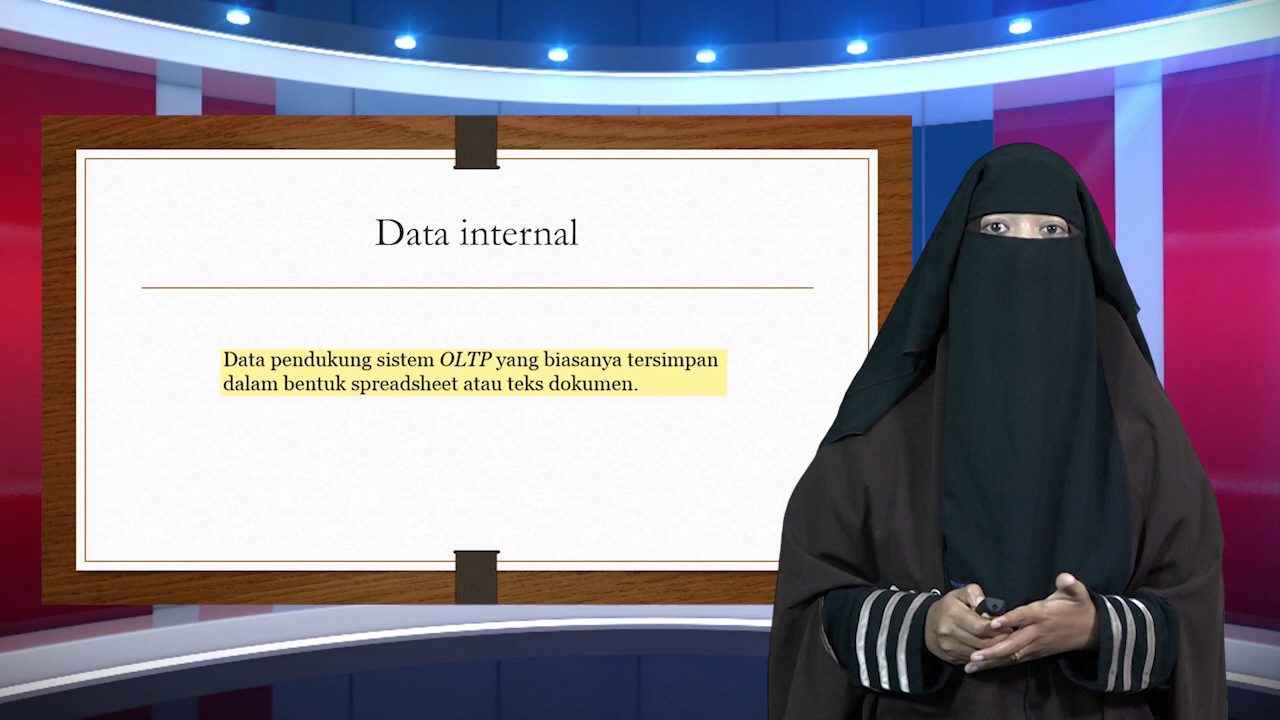 Data internal
Data pendukung sistem OLTP yang biasanya tersimpan
dalam bentuk spreadsheet atau teks dokumen.